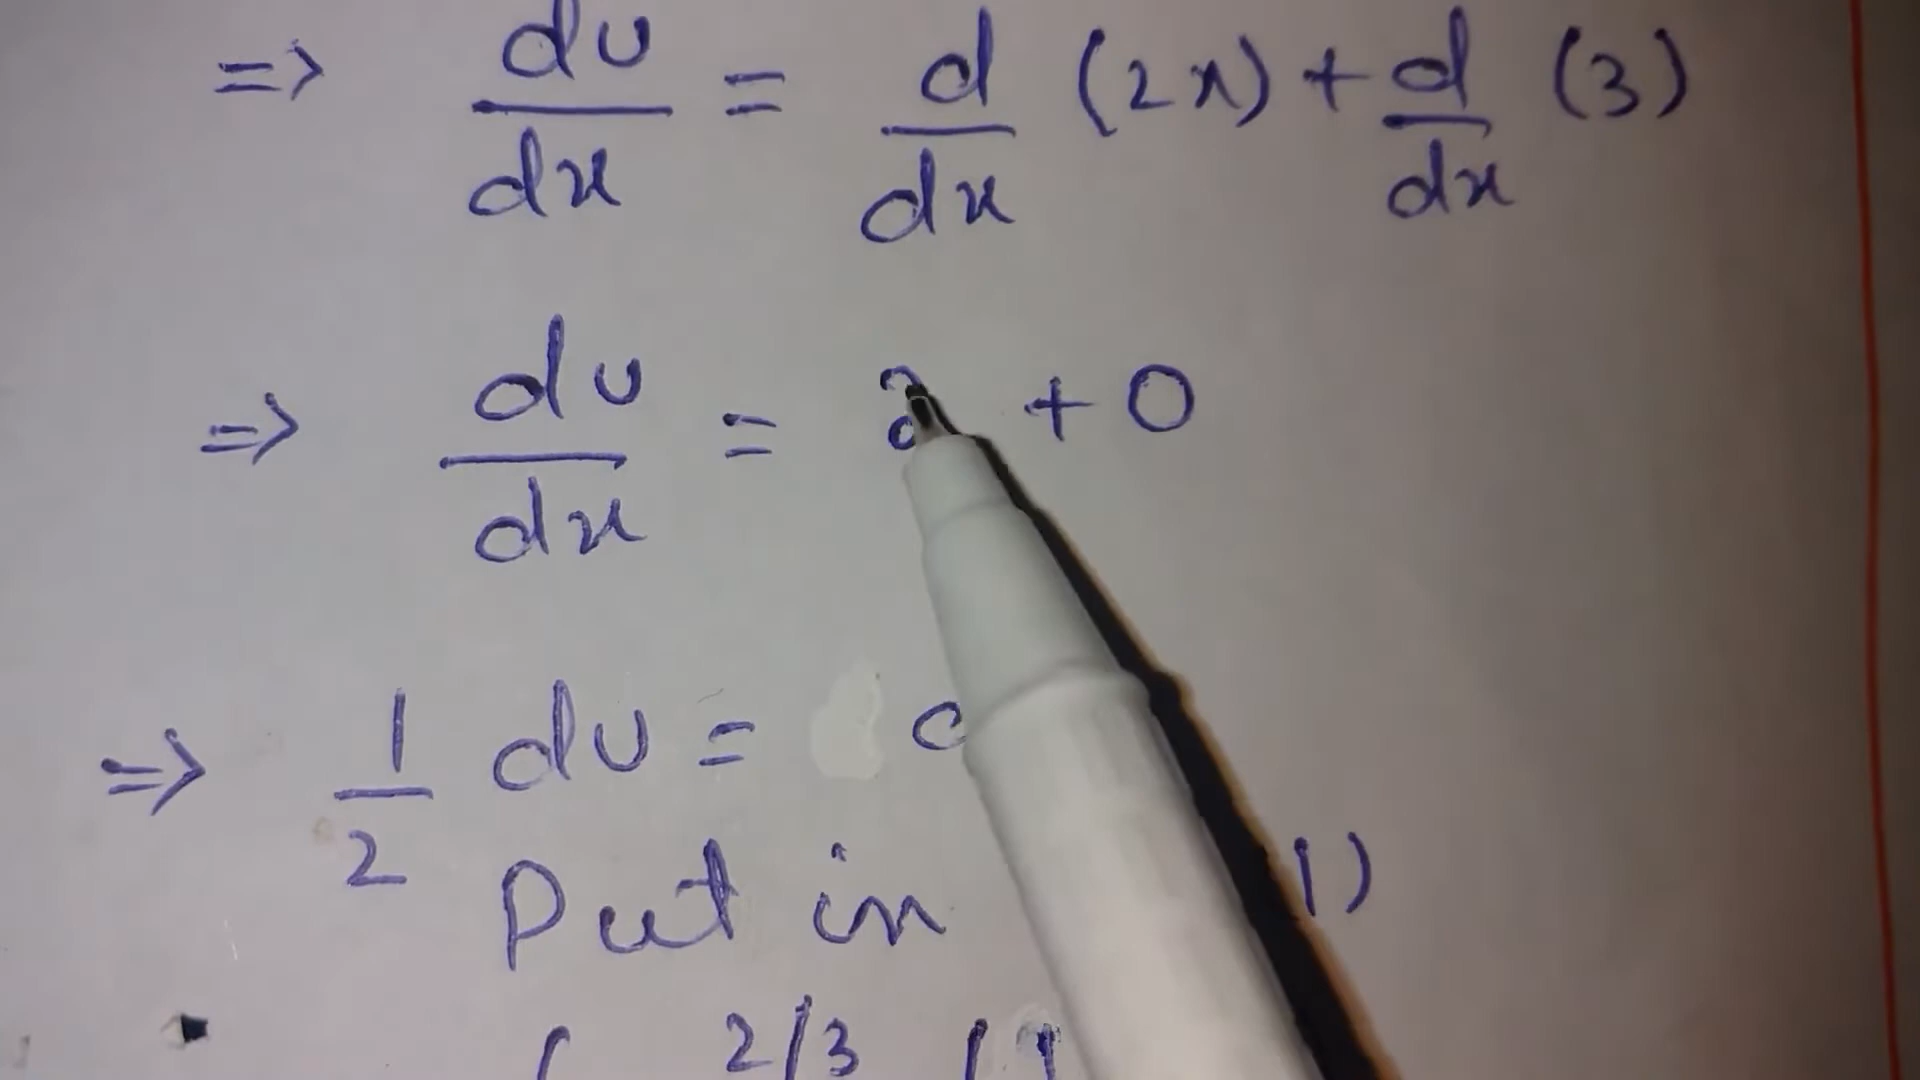 => du/dx = d/dx (2x) + d/dx (3)
=> du/dx = 2 + 0
=> 1/2 du =
Put in 1)
2/3